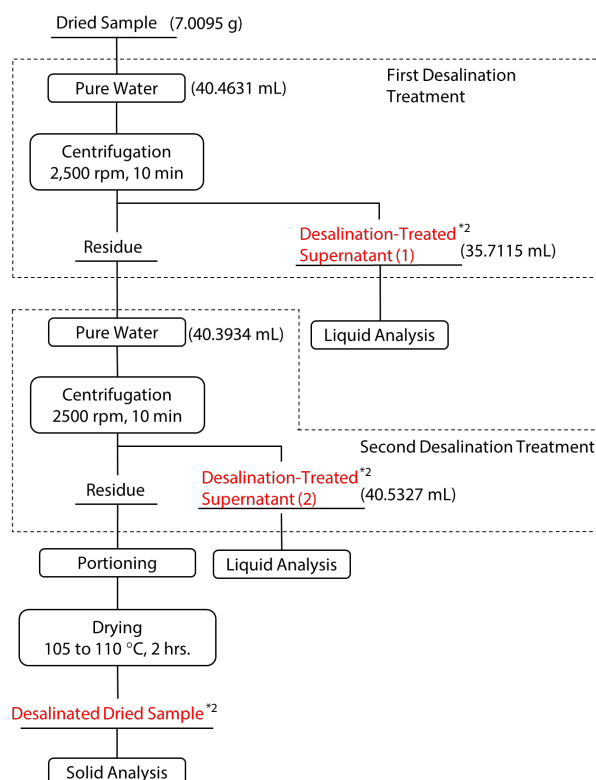 Dried Sample (7.0095 g)
First Desalination
Treatment
Pure Water (40.4631 mL)
Centrifugation
2,500 rpm, 10 min
Residue
Desalination-Treated*2
Supernatant (1) (35.7115 mL)
Liquid Analysis
Pure Water (40.3934 mL)
Centrifugation
2500 rpm, 10 min
Second Desalination Treatment
Residue
Desalination-Treated*2
Supernatant (2) (40.5327 mL)
Portioning
Liquid Analysis
Drying
105 to 110 °C, 2 hrs.
Desalinated Dried Sample*2
Solid Analysis